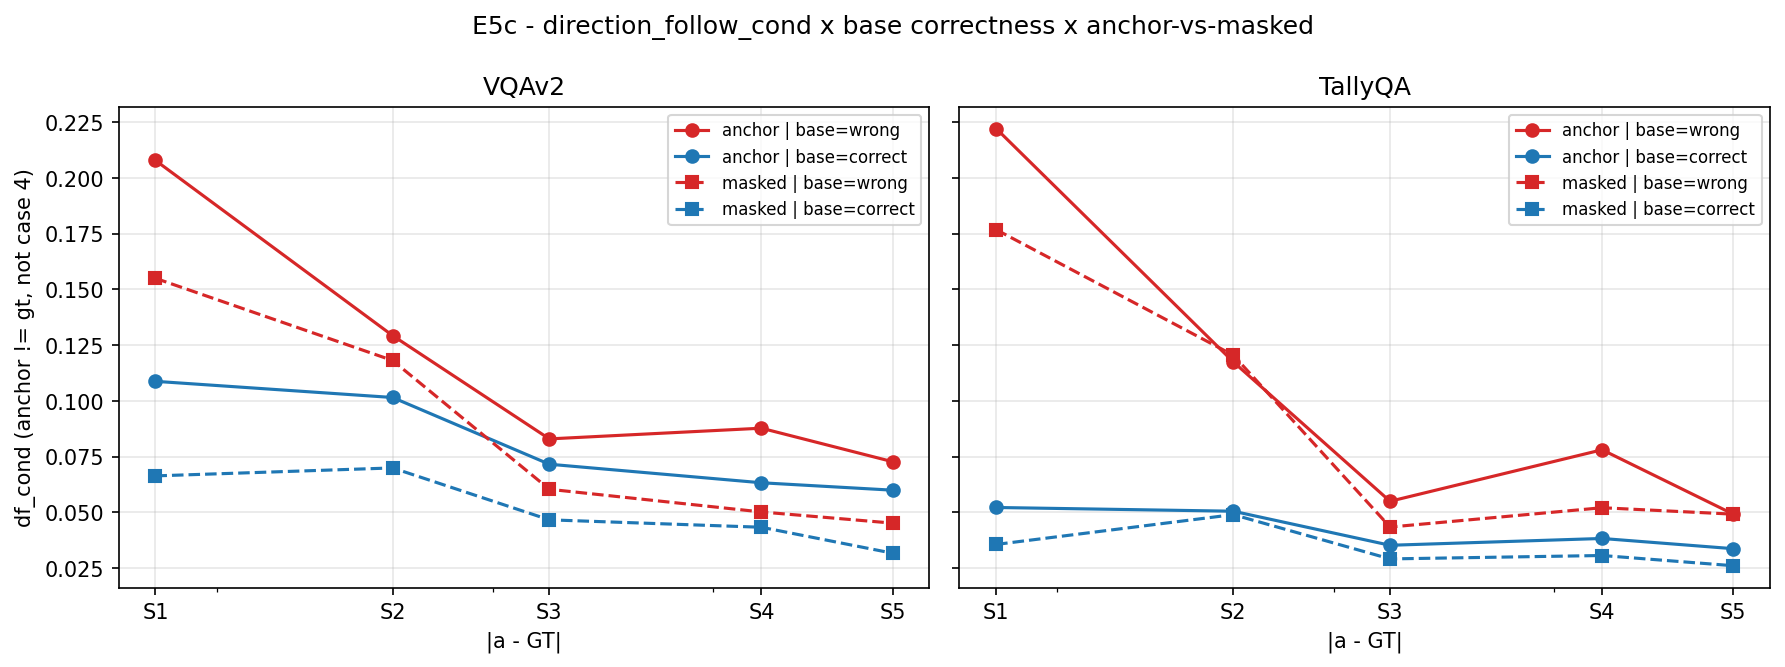 E5c - direction_follow_cond x base correctness x anchor-vs-masked
VQAv2
df_cond (anchor != gt, not case 4)
0.225
0.200
0.175
0.150
0.125
0.100
0.075
0.050
0.025
anchor | base=wrong
anchor | base=correct
masked | base=wrong
masked | base=correct
S1 S2 S3 S4 S5
|a - GT|
TallyQA
anchor | base=wrong
anchor | base=correct
masked | base=wrong
masked | base=correct
S1 S2 S3 S4 S5
|a - GT|